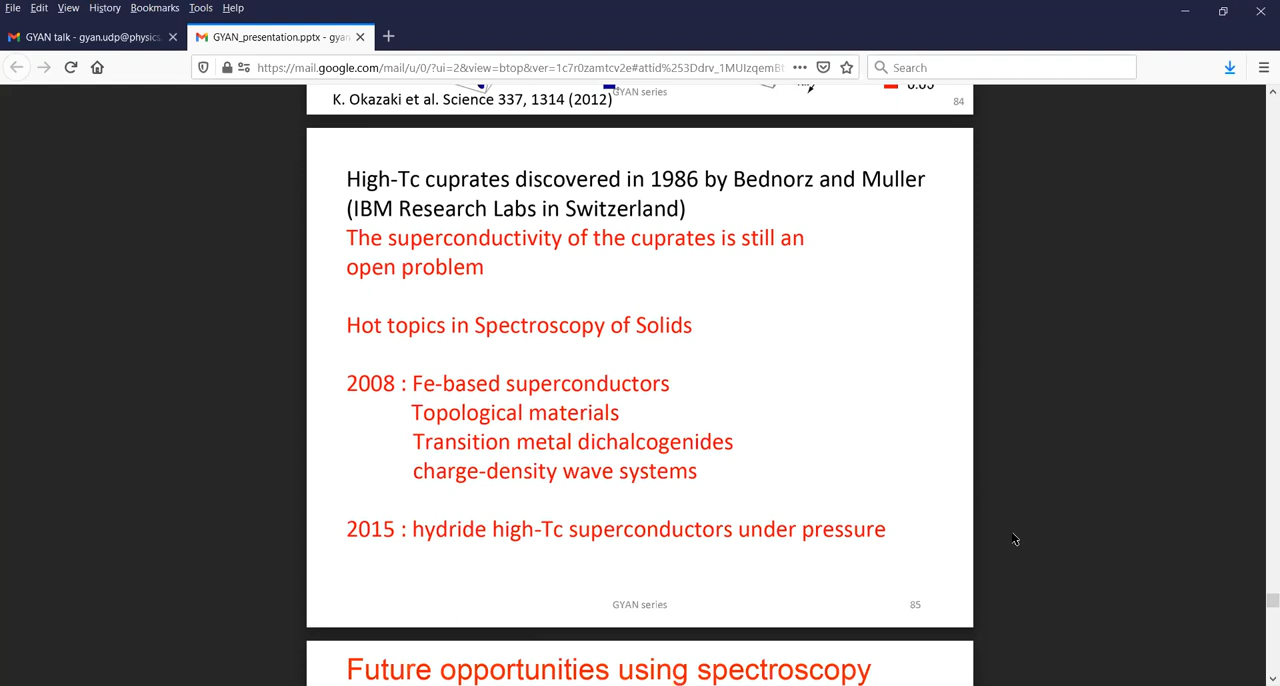 File Edit View History Bookmarks Tools Help
GYAN talk - gyan.udp@physics.
GYAN_presentation.pptx - gyan
https://mail.google.com/mail/u/0/?ui=2&view=btop&ver=1c7r0zamtcv2e#attid%253Ddrv_1MUIzqemBt
Search
K. Okazaki et al. Science 337, 1314 (2012)
GYAN series
0.05
84
High-Tc cuprates discovered in 1986 by Bednorz and Muller
(IBM Research Labs in Switzerland)
The superconductivity of the cuprates is still an
open problem
Hot topics in Spectroscopy of Solids
2008 : Fe-based superconductors
Topological materials
Transition metal dichalcogenides
charge-density wave systems
2015 : hydride high-Tc superconductors under pressure
GYAN series
85
Future opportunities using spectroscopy